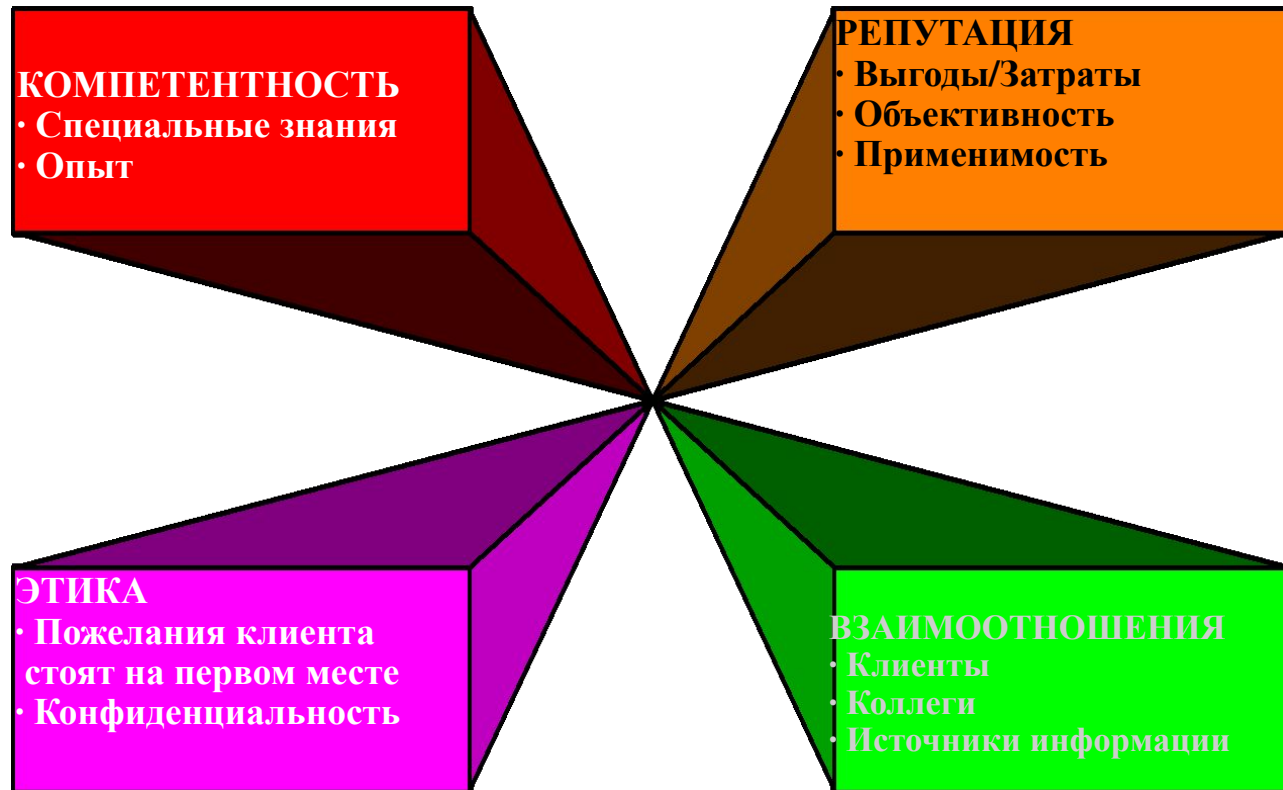 КОМПЕТЕНТНОСТЬ
· Специальные знания
· Опыт
РЕПУТАЦИЯ
· Выгоды/Затраты
· Объективность
· Применимость
ЭТИКА
· Пожелания клиента
стоят на первом месте
· Конфиденциальность
ВЗАИМООТНОШЕНИЯ
· Клиенты
· Коллеги
· Источники информации